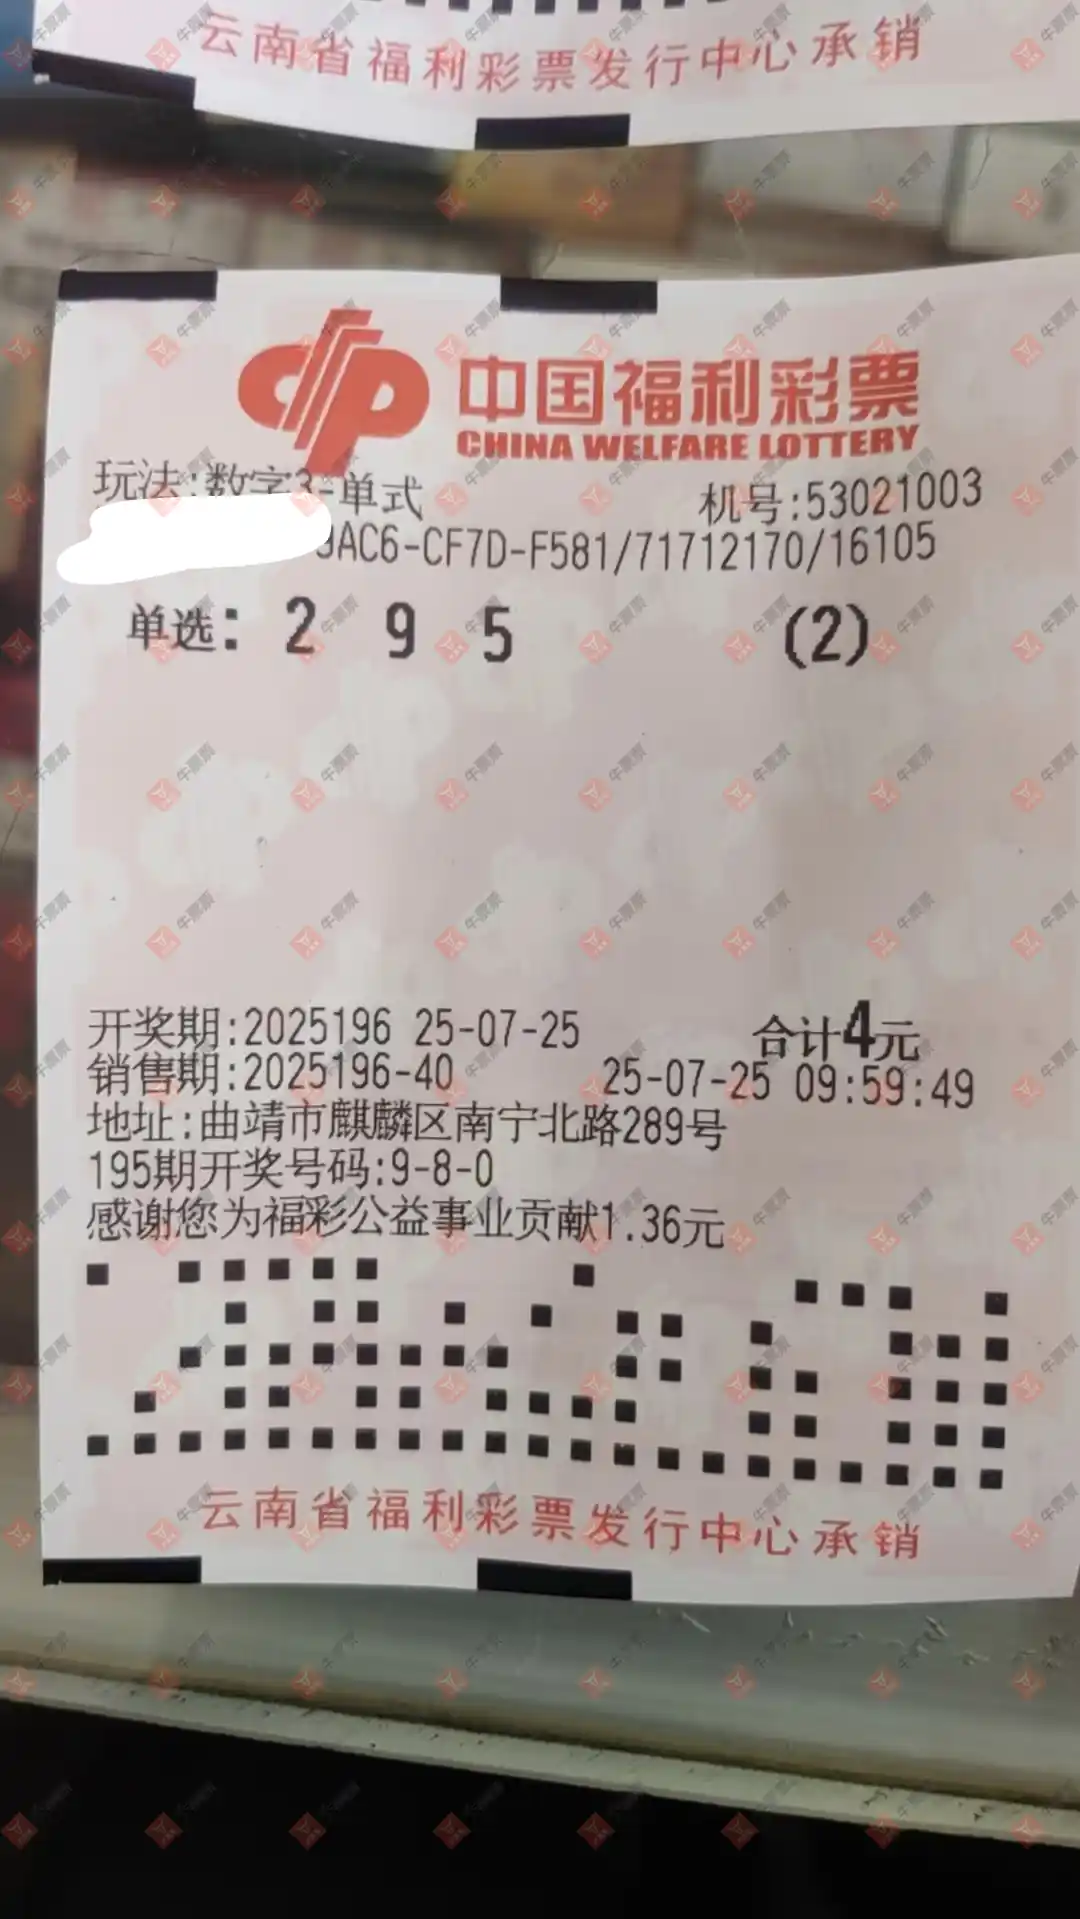 云南省福利彩票发行中心承销
中国福利彩票
CHINA WELFARE LOTTERY
玩法:数字3-单式 机号:53021003
9AC6-CF7D-F581/71712170/16105
单选: 2 9 5 (2)
开奖期:2025196 25-07-25 合计4元
销售期:2025196-40 25-07-25 09:59:49
地址:曲靖市麒麟区南宁北路289号
195期开奖号码:9-8-0
感谢您为福彩公益事业贡献1.36元
云南省福利彩票发行中心承销
牛票票